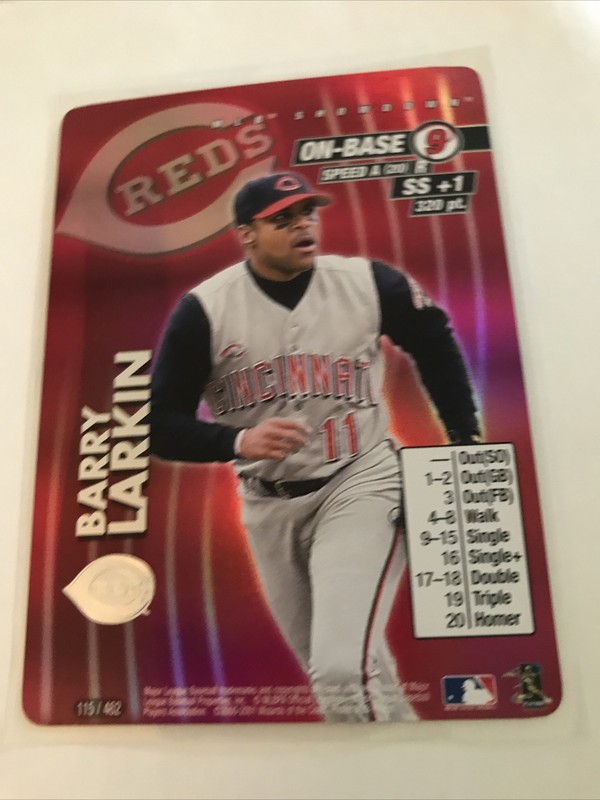 MLB™ SHOWDOWN™
REDS
ON-BASE 9
SPEED A (20) R
SS +1
320 pt.
BARRY
LARKIN
CINCINNATI
11
— Out(SO)
1–2 Out(GB)
3 Out(FB)
4–8 Walk
9–15 Single
16 Single+
17–18 Double
19 Triple
20 Homer
115 / 462